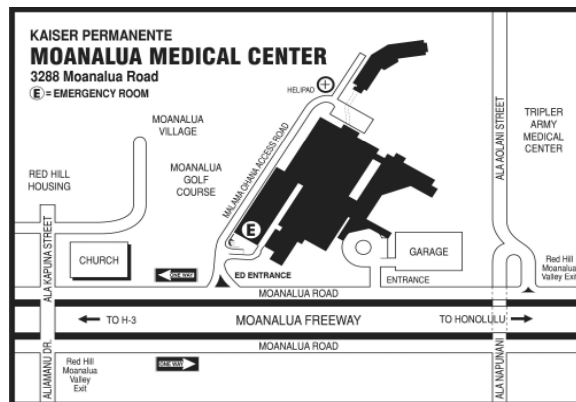 KAISER PERMANENTE
MOANALUA MEDICAL CENTER
3288 Moanalua Road
E = EMERGENCY ROOM
HELIPAD
MOANALUA
VILLAGE
RED HILL
HOUSING
MOANALUA
GOLF
COURSE
MALAMA OHANA ACCESS ROAD
ALA AOLANI STREET
TRIPLER
ARMY
MEDICAL
CENTER
ALA KAPUNA STREET
CHURCH
E
GARAGE
ONE WAY
ED ENTRANCE
ENTRANCE
Red Hill
Moanalua
Valley Exit
MOANALUA ROAD
TO H-3
MOANALUA FREEWAY
TO HONOLULU
MOANALUA ROAD
ALIAMANU DR.
Red Hill
Moanalua
Valley
Exit
ONE WAY
ALA NAPUNANI